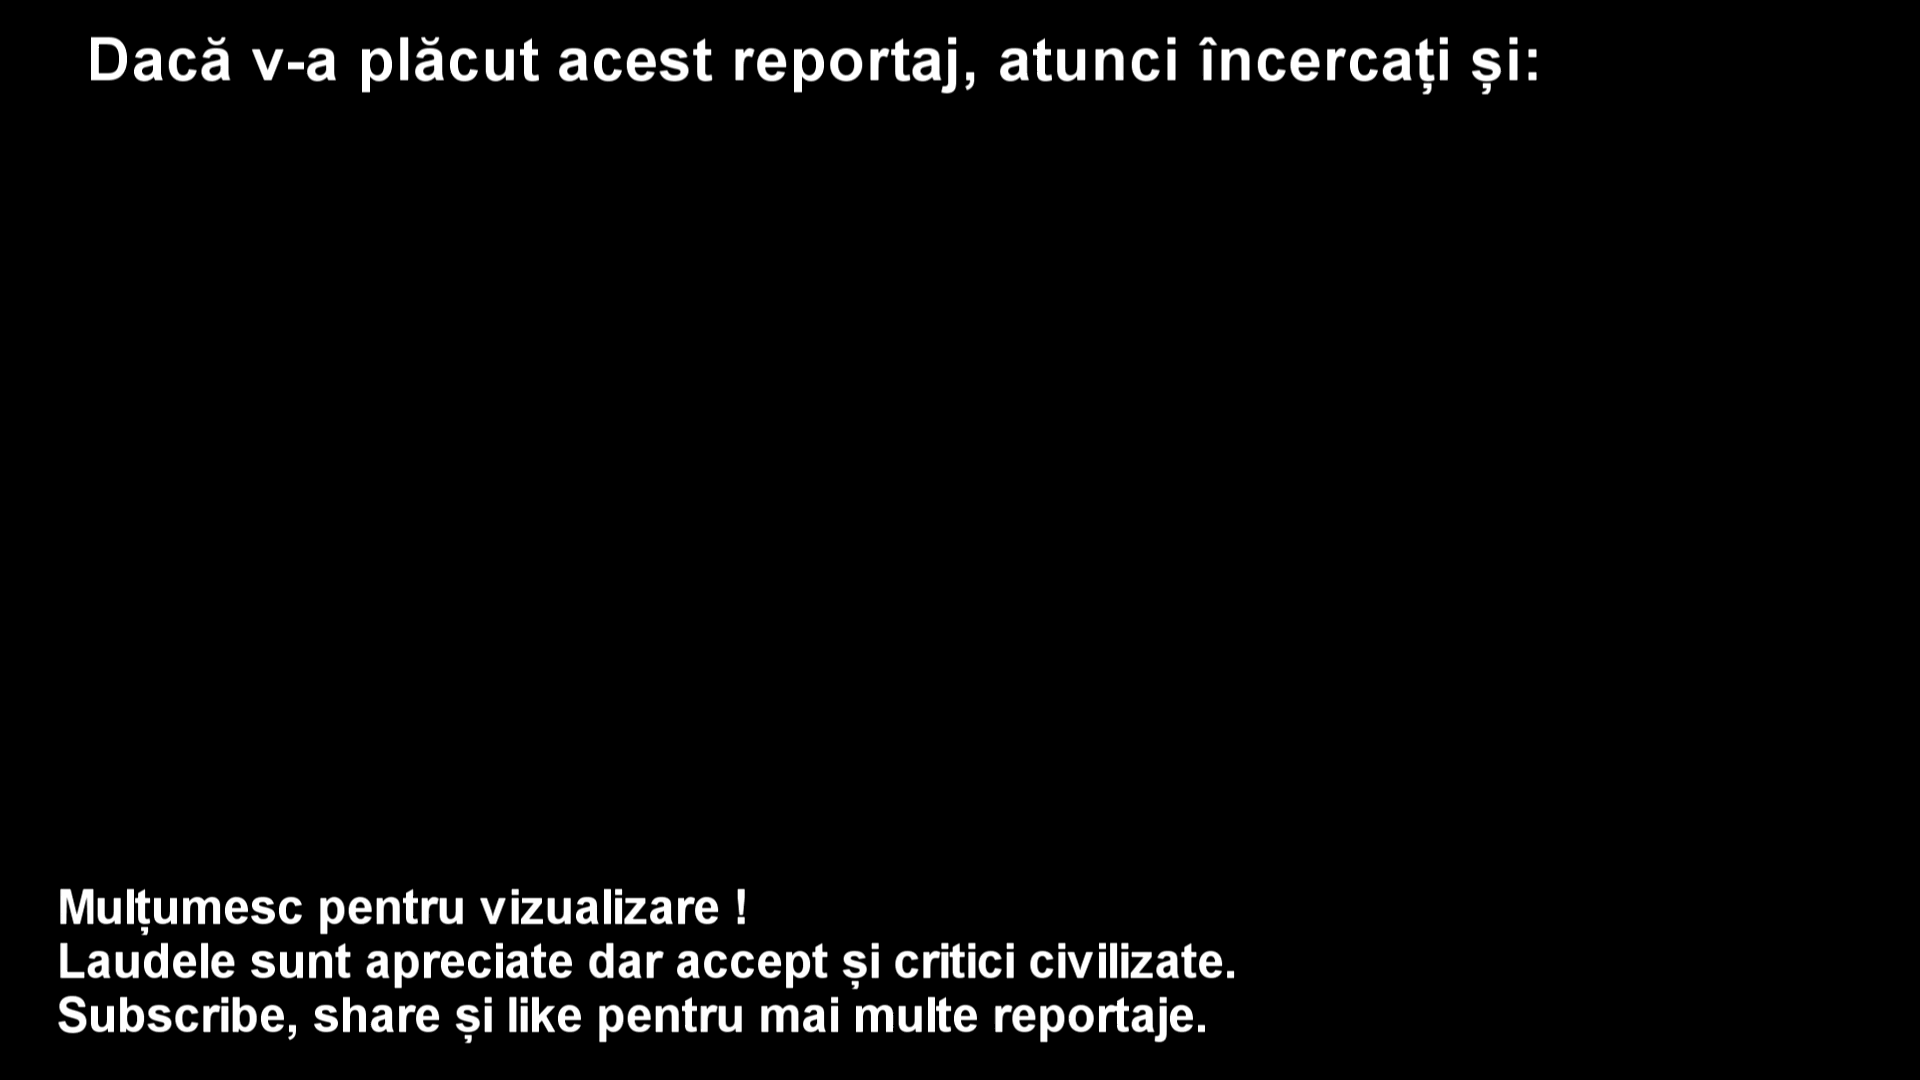 Dacă v-a plăcut acest reportaj, atunci încercați și:
Mulțumesc pentru vizualizare !
Laudele sunt apreciate dar accept și critici civilizate.
Subscribe, share și like pentru mai multe reportaje.